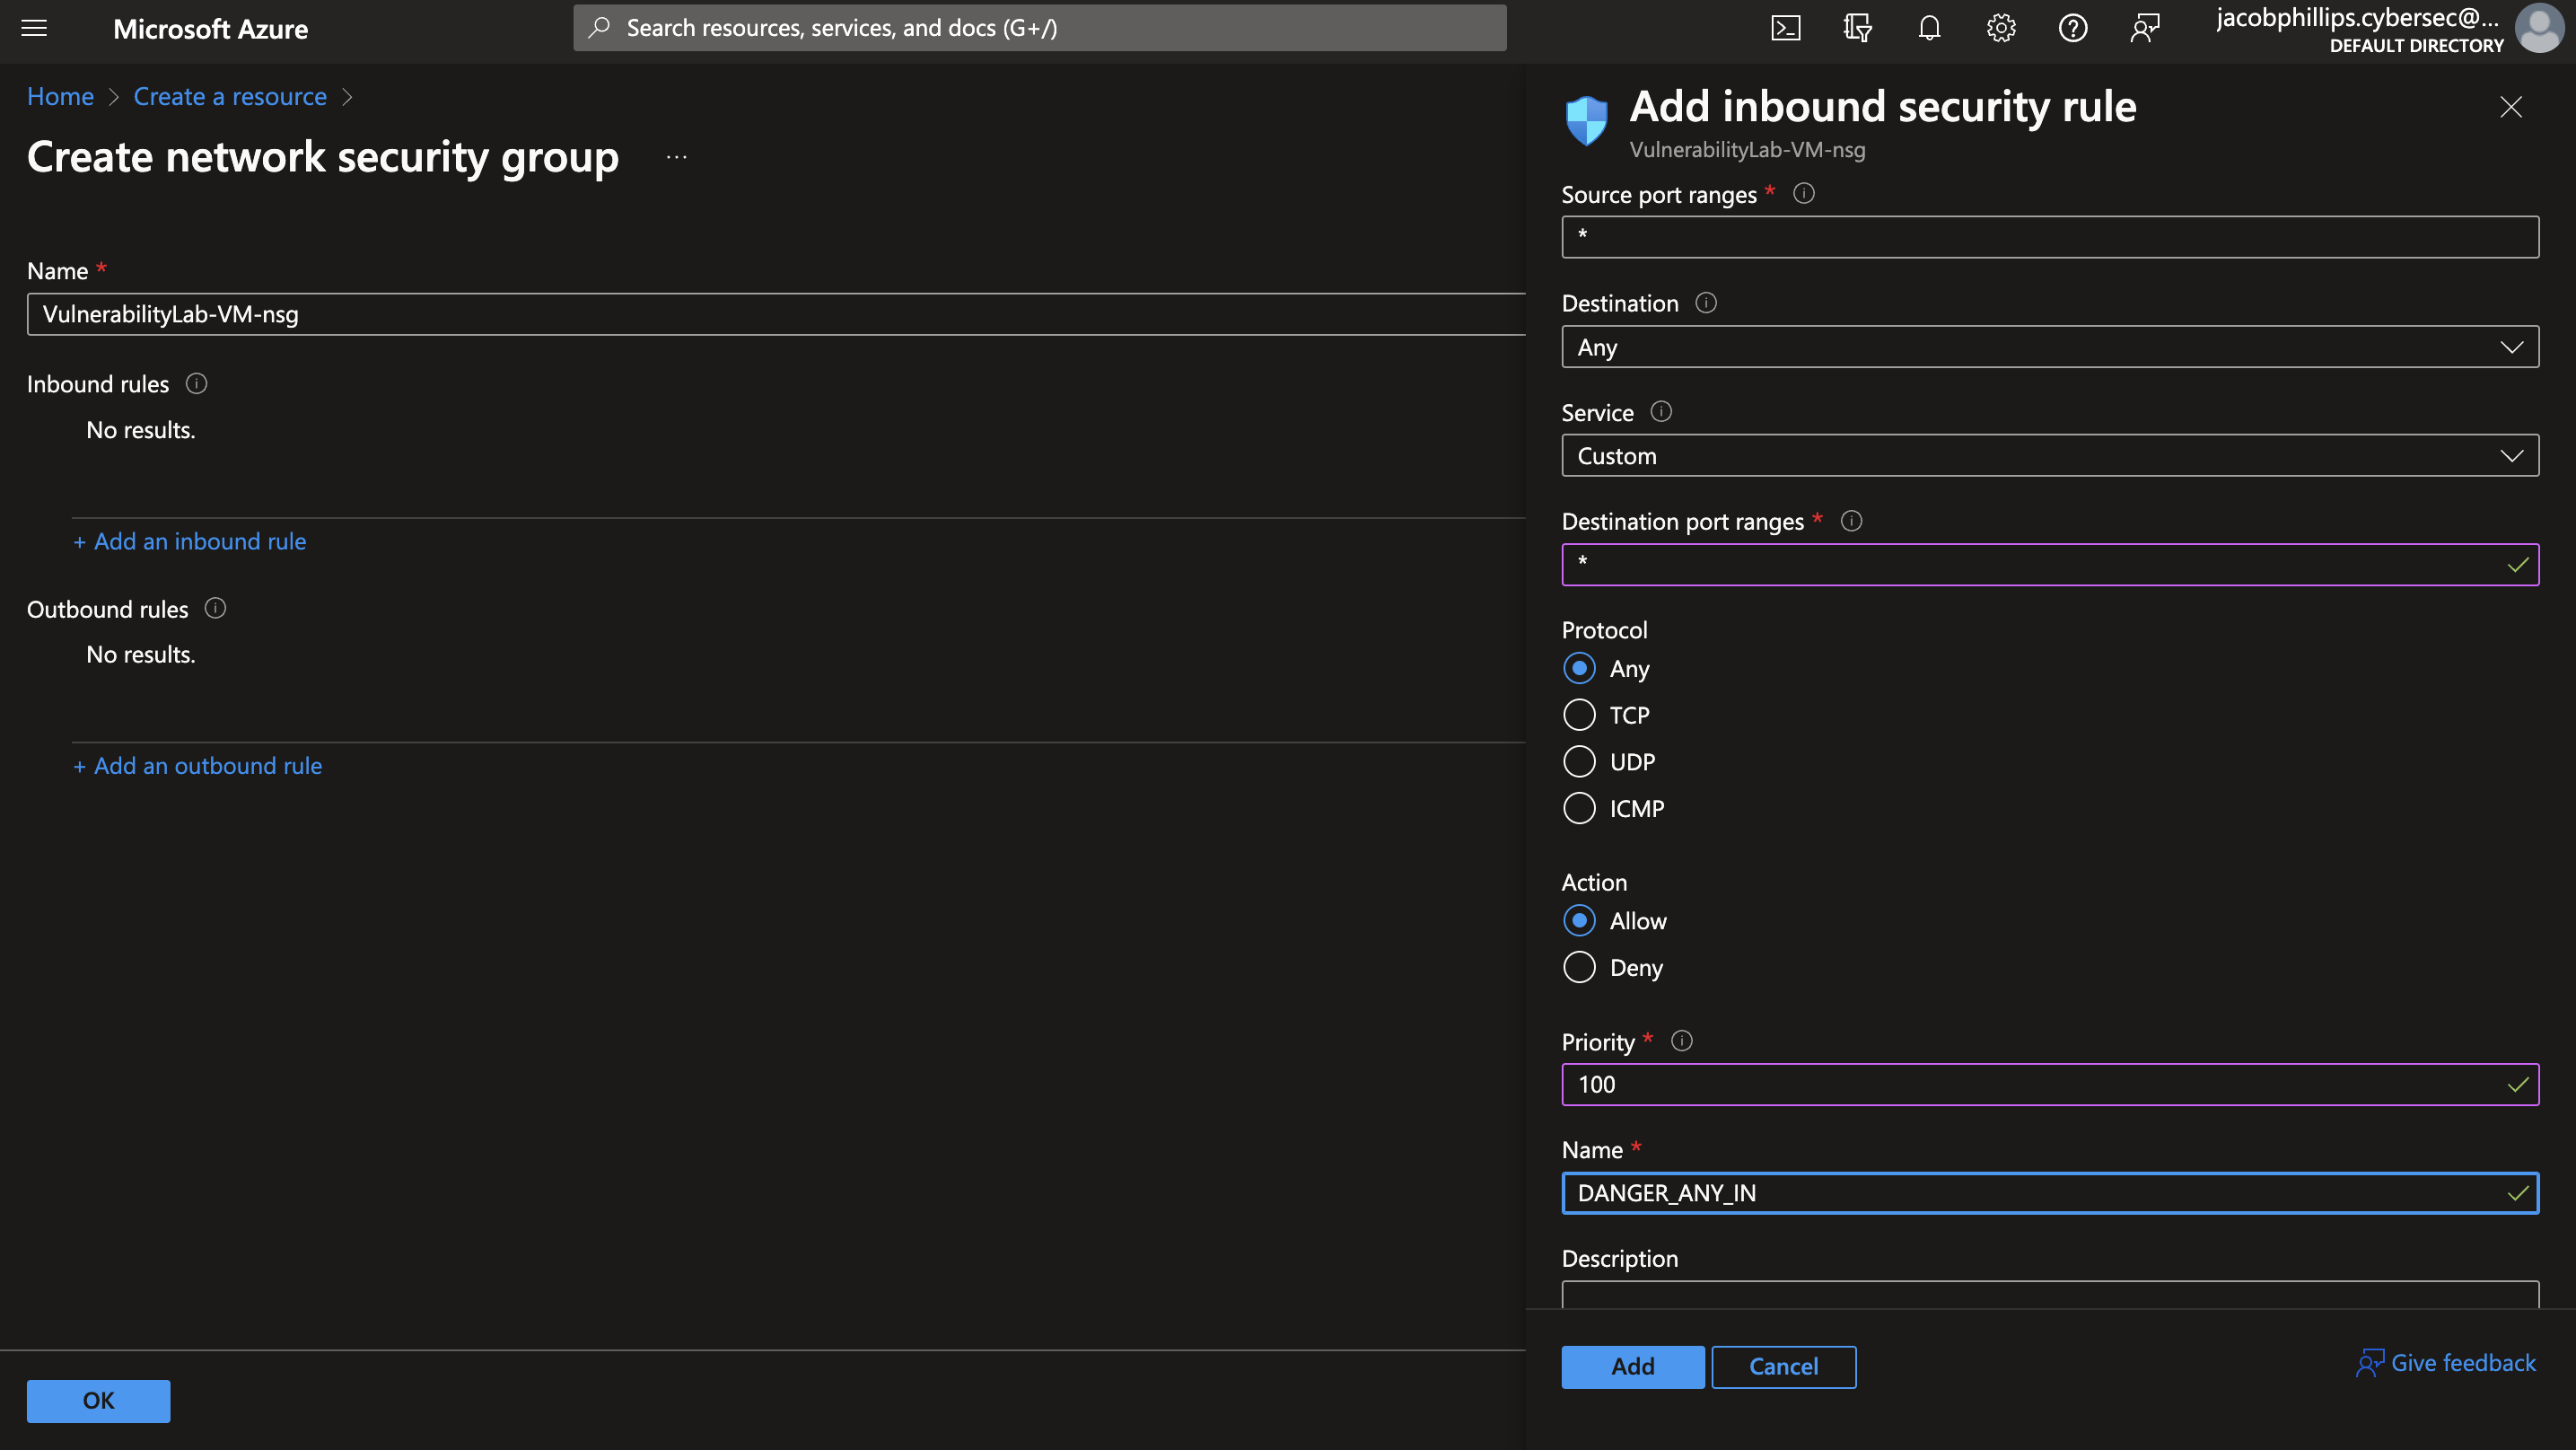 Microsoft Azure
Search resources, services, and docs (G+/)
jacobphillips.cybersec@...
DEFAULT DIRECTORY
Home > Create a resource >
Create network security group ...
Name *
VulnerabilityLab-VM-nsg
Inbound rules
No results.
+ Add an inbound rule
Outbound rules
No results.
+ Add an outbound rule
OK
Add inbound security rule
VulnerabilityLab-VM-nsg
Source port ranges *
*
Destination
Any
Service
Custom
Destination port ranges *
*
Protocol
Any
TCP
UDP
ICMP
Action
Allow
Deny
Priority *
100
Name *
DANGER_ANY_IN
Description
Add
Cancel
Give feedback